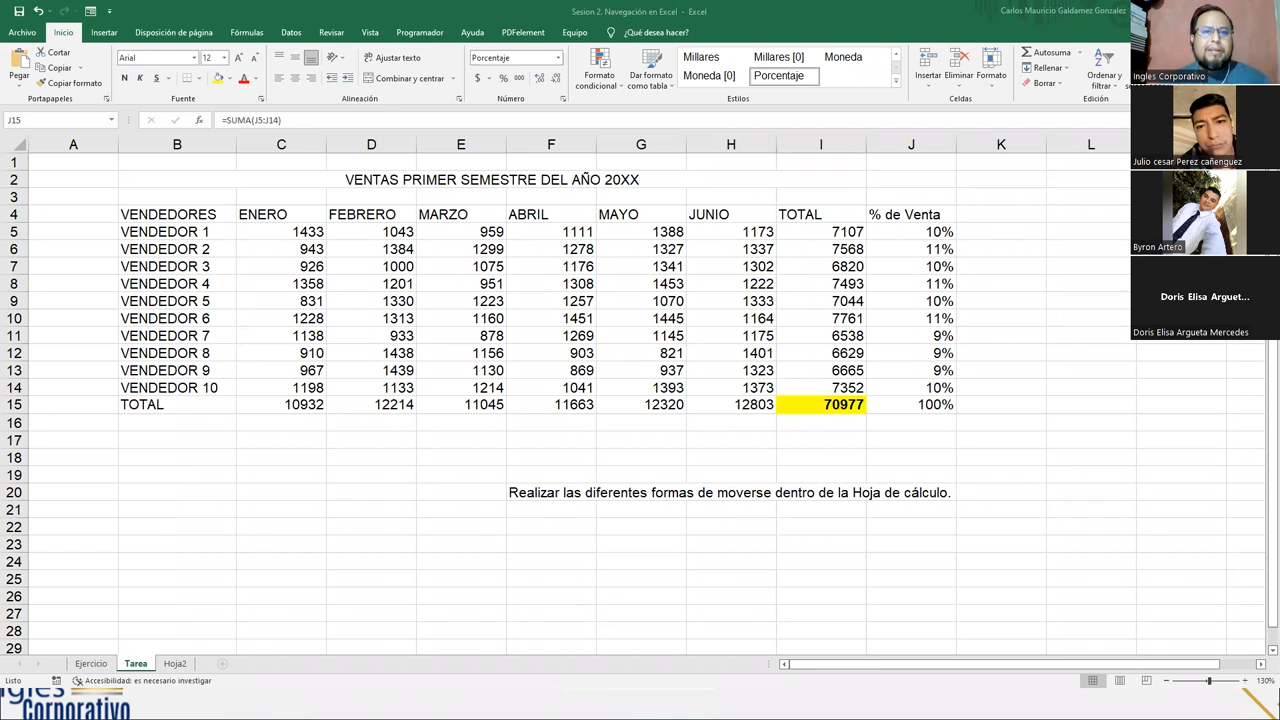 Sesion 2. Navegación en Excel - Excel
Carlos Mauricio Galdamez Gonzalez
Archivo Inicio Insertar Disposición de página Fórmulas Datos Revisar Vista Programador Ayuda PDFelement Equipo ¿Qué desea hacer?
Pegar
Cortar
Copiar
Copiar formato
Portapapeles
Arial 12
N K S
Fuente
Ajustar texto
Combinar y centrar
Alineación
Porcentaje
$ % 000
Número
Formato condicional
Dar formato como tabla
Millares Millares [0] Moneda
Moneda [0] Porcentaje
Estilos
Insertar Eliminar Formato
Celdas
Autosuma
Rellenar
Borrar
Ordenar y filtrar
Edición
J15 fx =SUMA(J5:J14)
A B C D E F G H I J K L
1
2 VENTAS PRIMER SEMESTRE DEL AÑO 20XX
3
4 VENDEDORES ENERO FEBRERO MARZO ABRIL MAYO JUNIO TOTAL % de Venta
5 VENDEDOR 1 1433 1043 959 1111 1388 1173 7107 10%
6 VENDEDOR 2 943 1384 1299 1278 1327 1337 7568 11%
7 VENDEDOR 3 926 1000 1075 1176 1341 1302 6820 10%
8 VENDEDOR 4 1358 1201 951 1308 1453 1222 7493 11%
9 VENDEDOR 5 831 1330 1223 1257 1070 1333 7044 10%
10 VENDEDOR 6 1228 1313 1160 1451 1445 1164 7761 11%
11 VENDEDOR 7 1138 933 878 1269 1145 1175 6538 9%
12 VENDEDOR 8 910 1438 1156 903 821 1401 6629 9%
13 VENDEDOR 9 967 1439 1130 869 937 1323 6665 9%
14 VENDEDOR 10 1198 1133 1214 1041 1393 1373 7352 10%
15 TOTAL 10932 12214 11045 11663 12320 12803 70977 100%
16
17
18
19
20 Realizar las diferentes formas de moverse dentro de la Hoja de cálculo.
21
22
23
24
25
26
27
28
29
Ejercicio Tarea Hoja2
Listo Accesibilidad: es necesario investigar 130%
Ingles
Corporativo
Ingles Corporativo
Julio cesar Perez cañenguez
Byron Artero
Doris Elisa Arguet...
Doris Elisa Argueta Mercedes